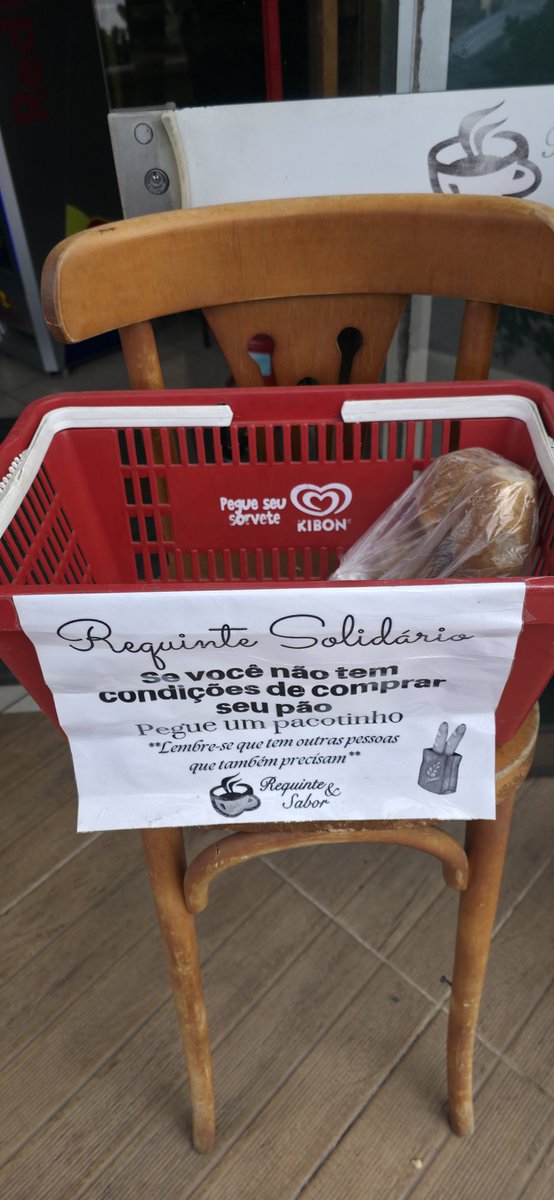 Red
Pegue seu
sorvete
KIBON
Requinte Solidário
Se você não tem
condições de comprar
seu pão
Pegue um pacotinho
**Lembre-se que tem outras pessoas
que também precisam**
Requinte &
Sabor